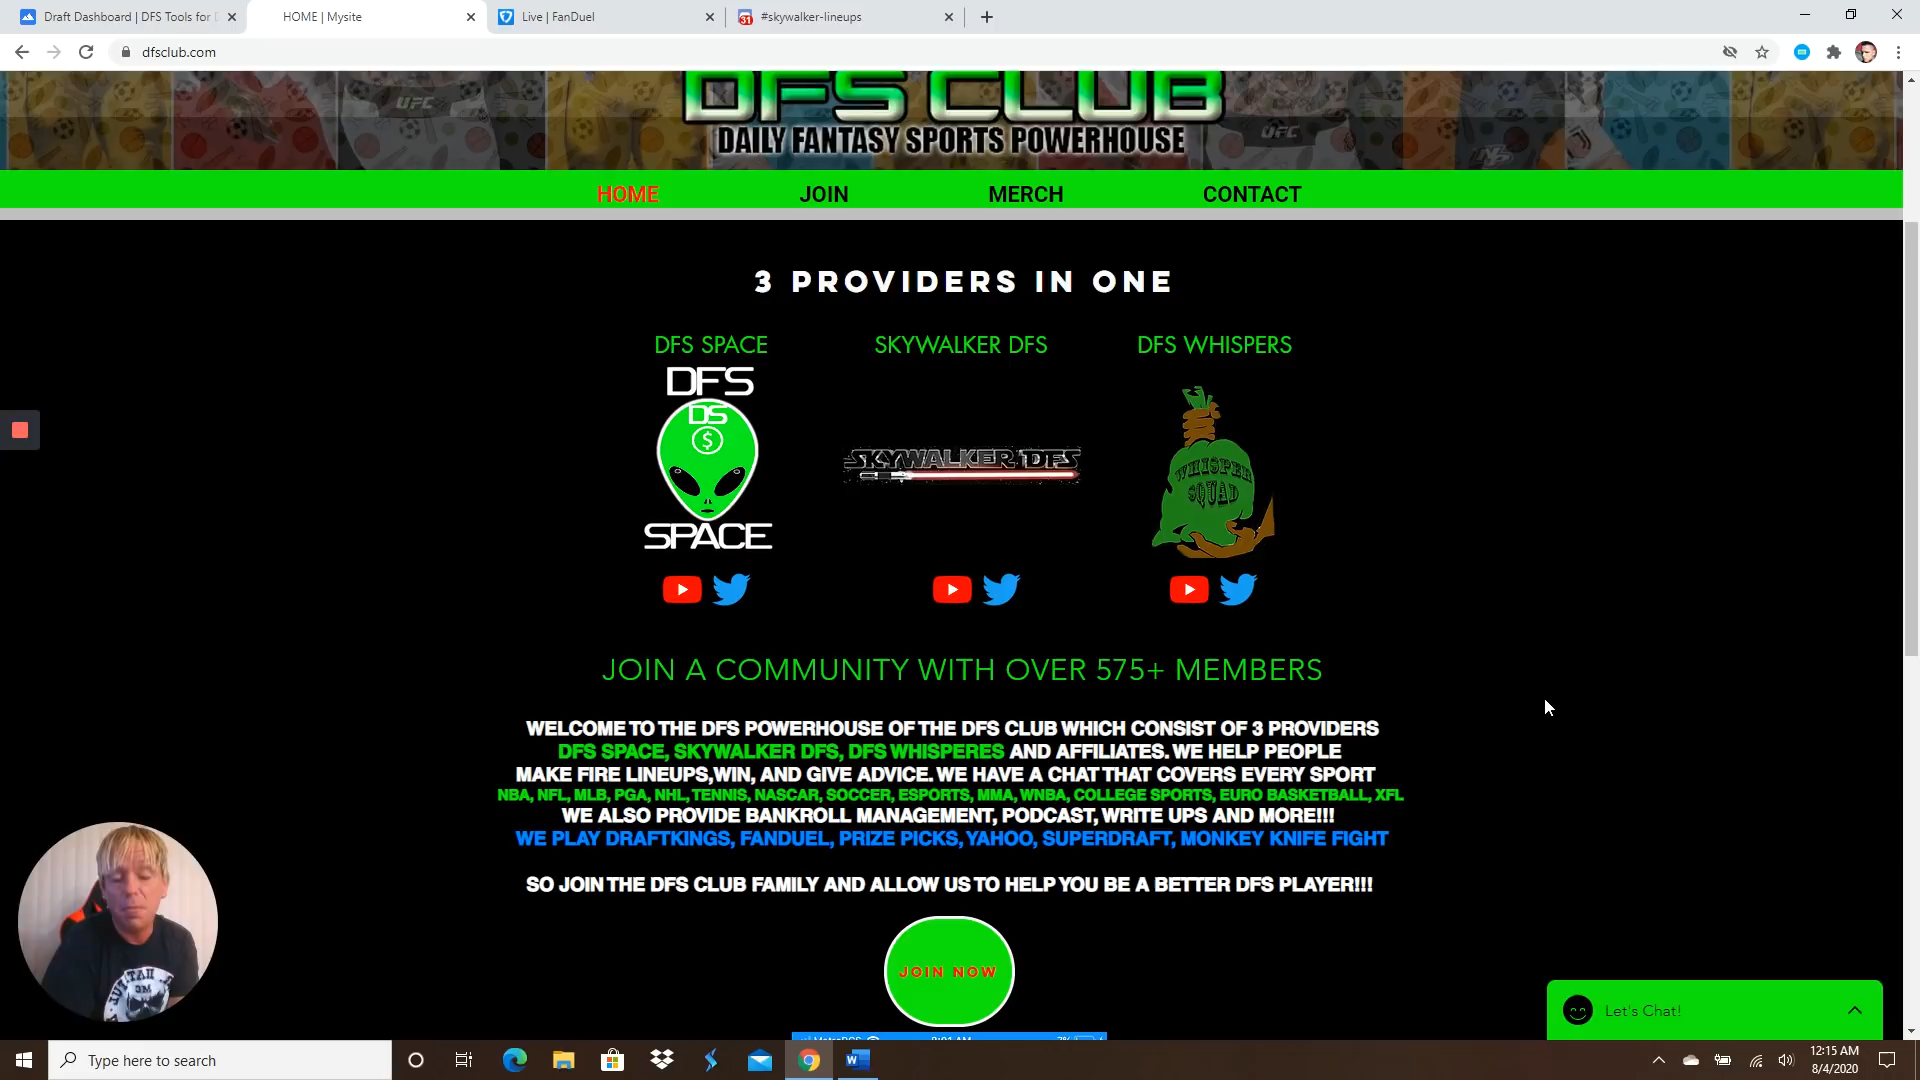 Draft Dashboard | DFS Tools for D
HOME | Mysite
Live | FanDuel
31
#skywalker-lineups
dfsclub.com
UFC
UFC
DFS CLUB
DAILY FANTASY SPORTS POWERHOUSE
HOME JOIN MERCH CONTACT
3 PROVIDERS IN ONE
DFS SPACE SKYWALKER DFS DFS WHISPERS
DFS
DS
$
SPACE
SKYWALKER DFS
WHISPER
SQUAD
JOIN A COMMUNITY WITH OVER 575+ MEMBERS
WELCOME TO THE DFS POWERHOUSE OF THE DFS CLUB WHICH CONSIST OF 3 PROVIDERS
DFS SPACE, SKYWALKER DFS, DFS WHISPERES AND AFFILIATES. WE HELP PEOPLE
MAKE FIRE LINEUPS,WIN, AND GIVE ADVICE. WE HAVE A CHAT THAT COVERS EVERY SPORT
NBA, NFL, MLB, PGA, NHL, TENNIS, NASCAR, SOCCER, ESPORTS, MMA, WNBA, COLLEGE SPORTS, EURO BASKETBALL, XFL
WE ALSO PROVIDE BANKROLL MANAGEMENT, PODCAST, WRITE UPS AND MORE!!!
WE PLAY DRAFTKINGS, FANDUEL, PRIZE PICKS, YAHOO, SUPERDRAFT, MONKEY KNIFE FIGHT
SO JOIN THE DFS CLUB FAMILY AND ALLOW US TO HELP YOU BE A BETTER DFS PLAYER!!!
JOIN NOW
Let's Chat!
Type here to search
12:15 AM
8/4/2020